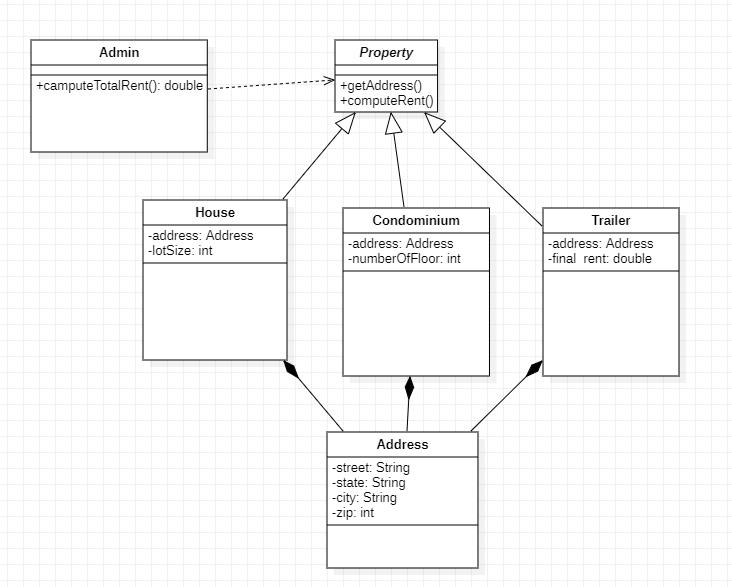 Admin
+camputeTotalRent(): double
Property
+getAddress()
+computeRent()
House
-address: Address
-lotSize: int
Condominium
-address: Address
-numberOfFloor: int
Trailer
-address: Address
-final rent: double
Address
-street: String
-state: String
-city: String
-zip: int